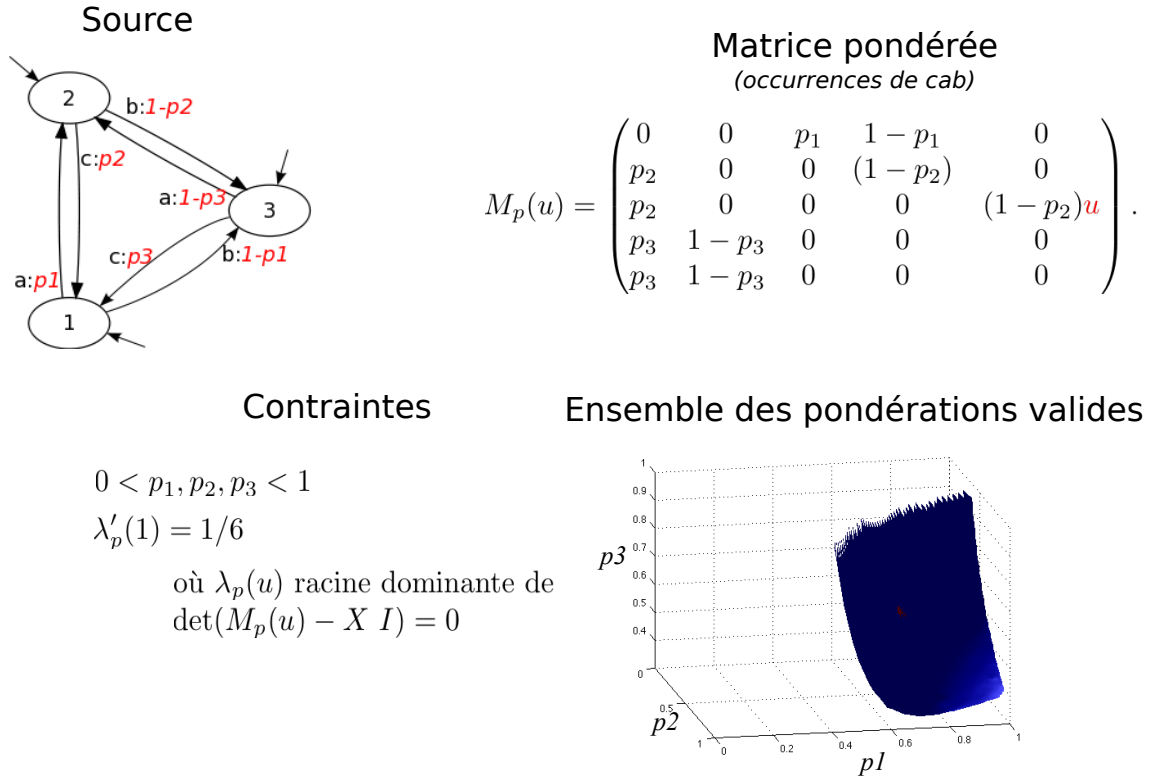 Source
2
b:1-p2
c:p2
a:1-p3
3
c:p3
b:1-p1
a:p1
1
Matrice pondérée
(occurrences de cab)
M_p(u) = ( 0 0 p_1 1 − p_1 0
p_2 0 0 (1 − p_2) 0
p_2 0 0 0 (1 − p_2)u
p_3 1 − p_3 0 0 0
p_3 1 − p_3 0 0 0 ) .
Contraintes
0 < p_1, p_2, p_3 < 1
λ′_p(1) = 1/6
où λ_p(u) racine dominante de
det(M_p(u) − X I) = 0
Ensemble des pondérations valides
1
0.9
0.8
0.7
0.6
0.5
0.4
p3
0
0.5
1
p2
0
0.2
0.4
0.6
0.8
1
p1